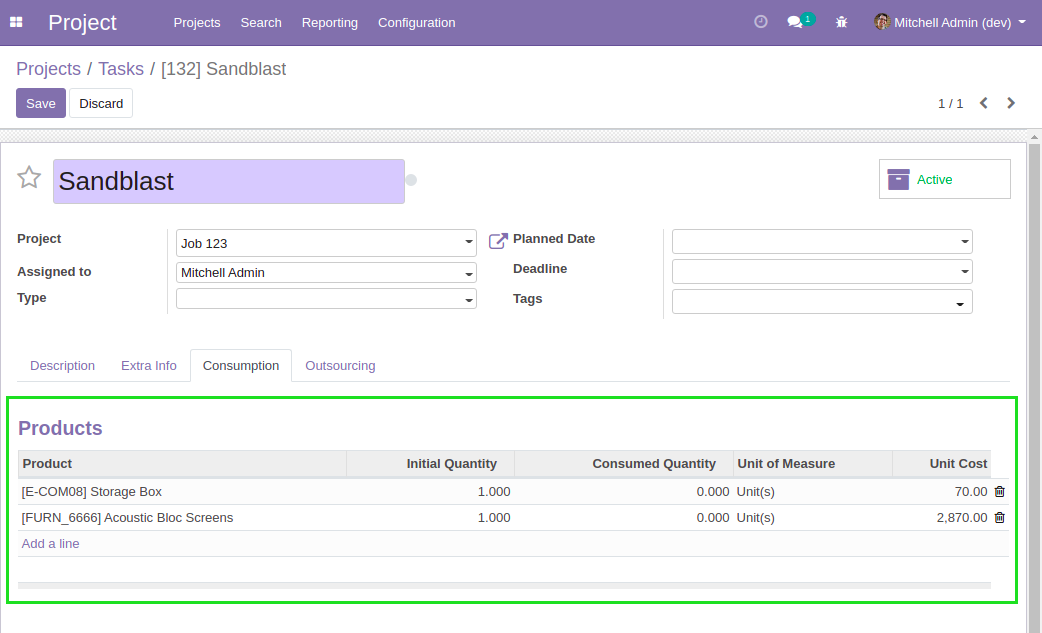 Project Projects Search Reporting Configuration 1 Mitchell Admin (dev)
Projects / Tasks / [132] Sandblast
Save Discard 1 / 1
Sandblast Active
Project Job 123 Planned Date
Assigned to Mitchell Admin Deadline
Type Tags
Description Extra Info Consumption Outsourcing
Products
Product Initial Quantity Consumed Quantity Unit of Measure Unit Cost
[E-COM08] Storage Box 1.000 0.000 Unit(s) 70.00
[FURN_6666] Acoustic Bloc Screens 1.000 0.000 Unit(s) 2,870.00
Add a line